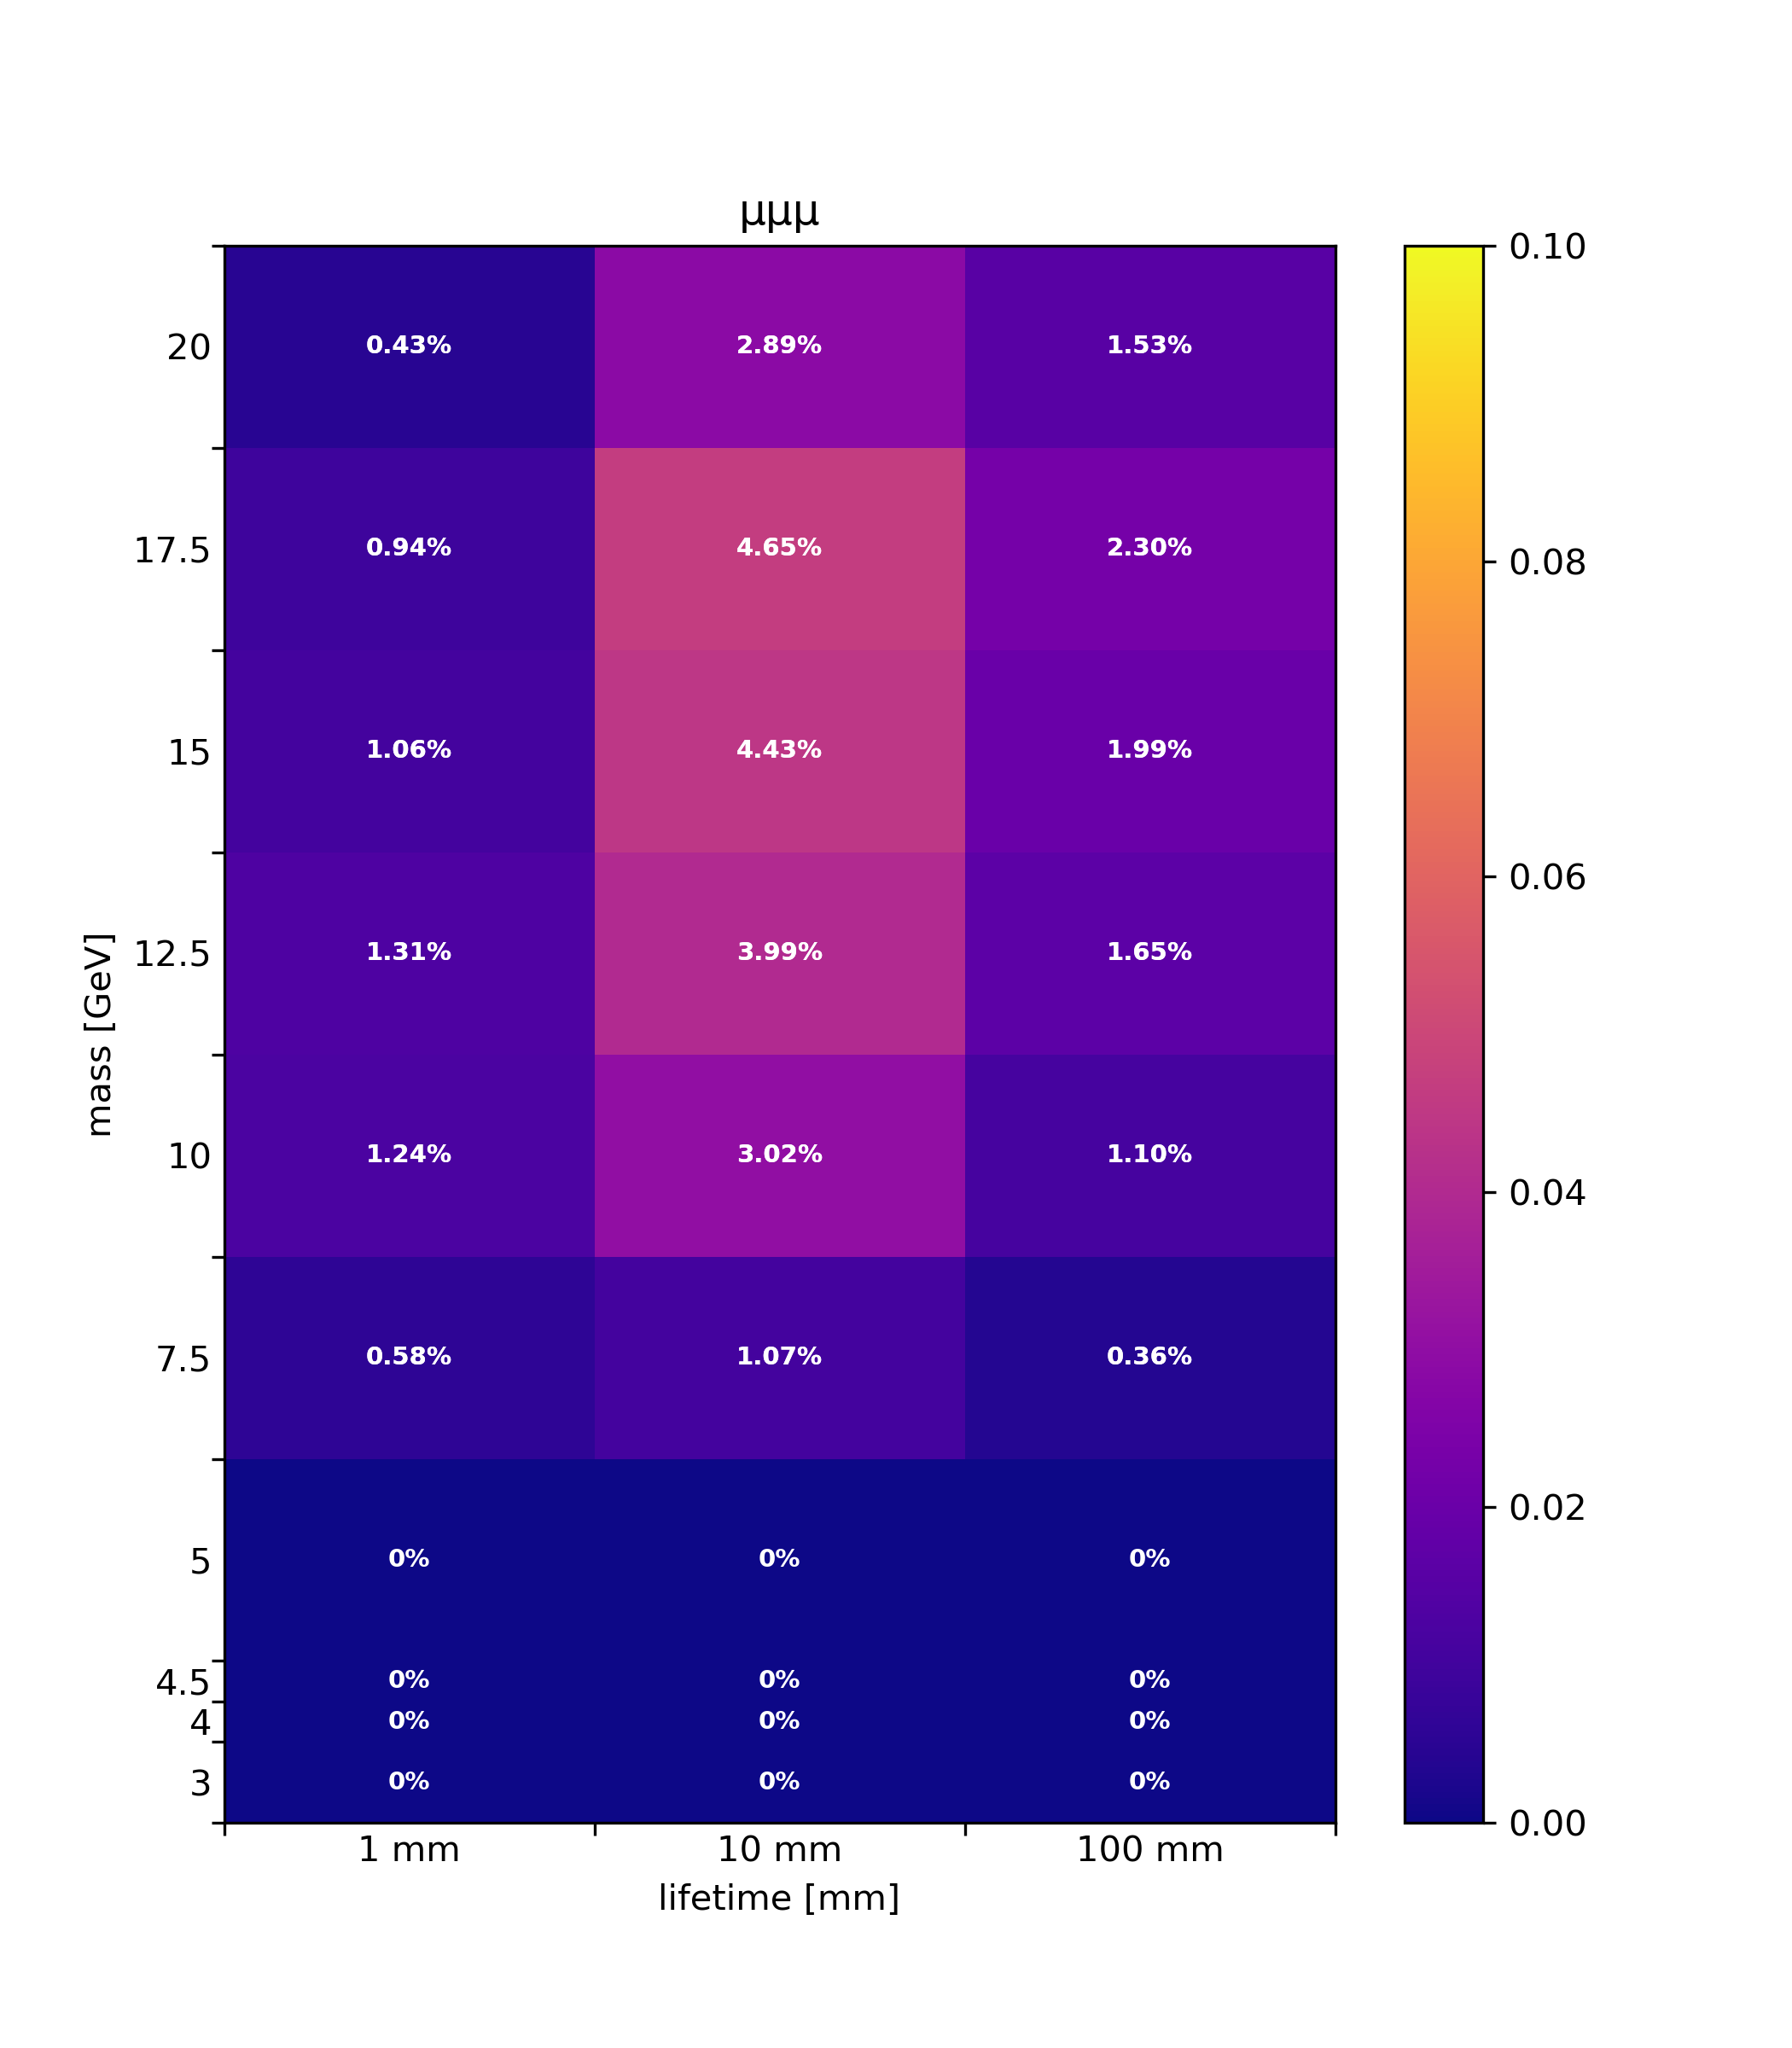 μμμ
0.10
20 0.43% 2.89% 1.53%
17.5 0.94% 4.65% 2.30%
0.08
15 1.06% 4.43% 1.99%
0.06
12.5 1.31% 3.99% 1.65%
mass [GeV]
10 1.24% 3.02% 1.10%
0.04
7.5 0.58% 1.07% 0.36%
0.02
5 0% 0% 0%
4.5 0% 0% 0%
4 0% 0% 0%
3 0% 0% 0%
0.00
1 mm 10 mm 100 mm
lifetime [mm]